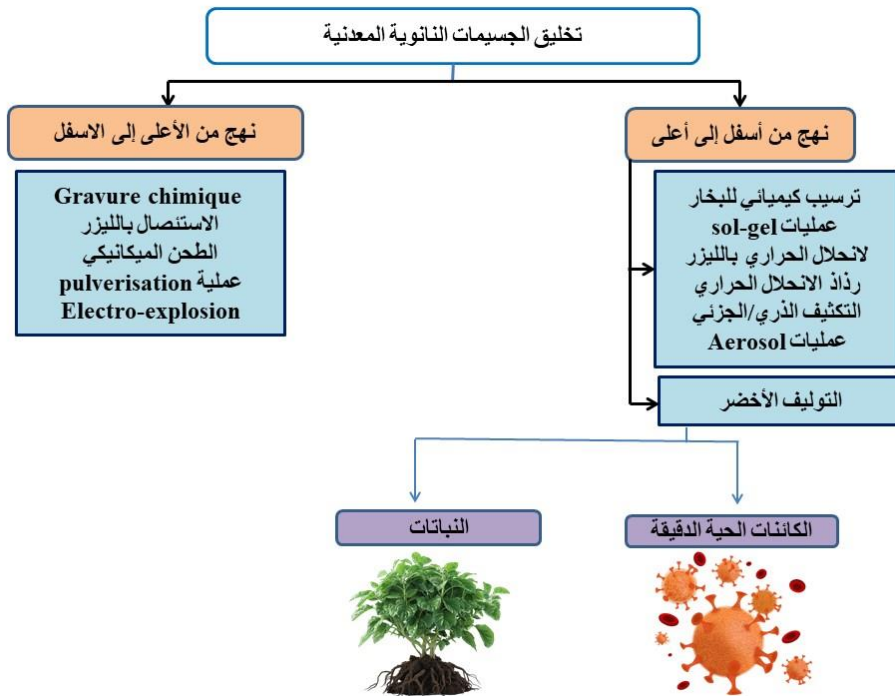 تخليق الجسيمات النانوية المعدنية
نهج من أسفل إلى أعلى
ترسيب كيميائي للبخار
عمليات sol-gel
لانحلال الحراري بالليزر
رذاذ الانحلال الحراري
التكثيف الذري/الجزئي
عمليات Aerosol
التوليف الأخضر
نهج من الأعلى إلى الاسفل
Gravure chimique
الاستئصال بالليزر
الطحن الميكانيكي
عملية pulverisation
Electro-explosion
الكائنات الحية الدقيقة
النباتات